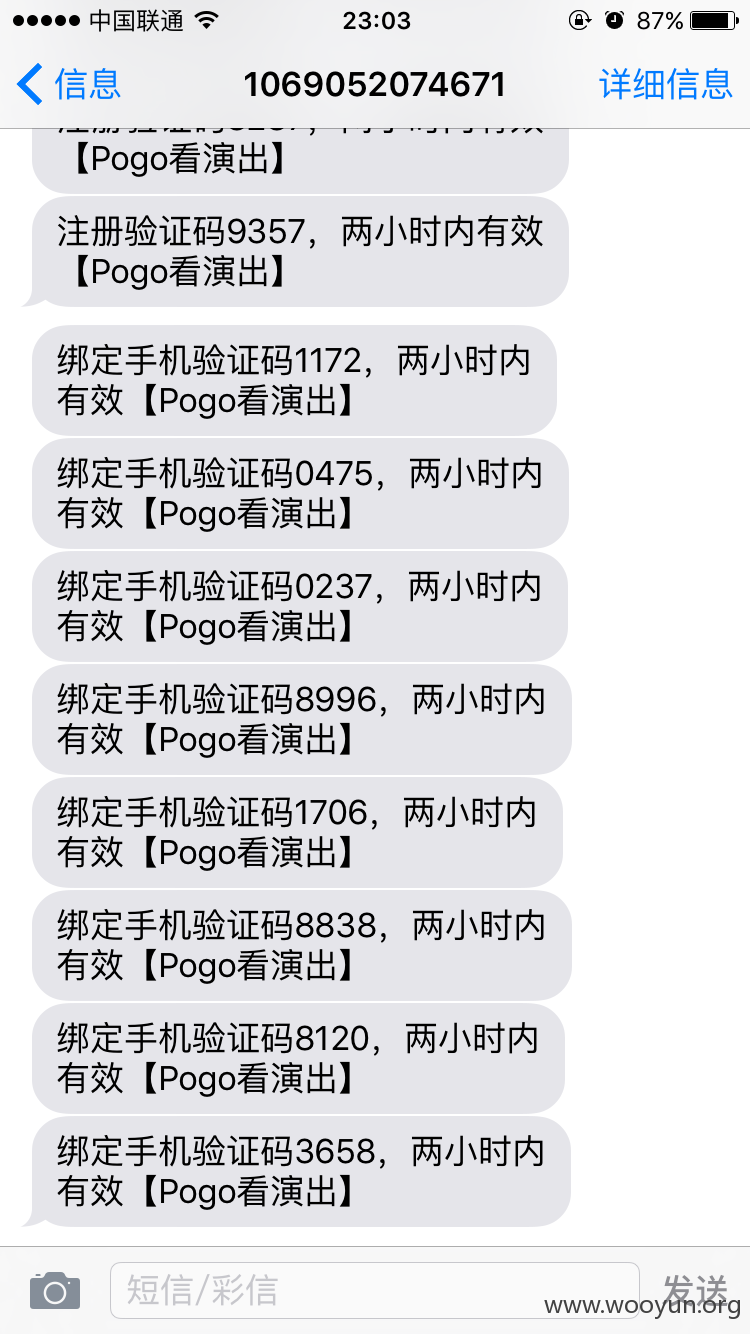 中国联通
23:03
87%
信息
1069052074671
详细信息
【Pogo看演出】
注册验证码9357，两小时内有效
【Pogo看演出】
绑定手机验证码1172，两小时内
有效【Pogo看演出】
绑定手机验证码0475，两小时内
有效【Pogo看演出】
绑定手机验证码0237，两小时内
有效【Pogo看演出】
绑定手机验证码8996，两小时内
有效【Pogo看演出】
绑定手机验证码1706，两小时内
有效【Pogo看演出】
绑定手机验证码8838，两小时内
有效【Pogo看演出】
绑定手机验证码8120，两小时内
有效【Pogo看演出】
绑定手机验证码3658，两小时内
有效【Pogo看演出】
短信/彩信
发送
www.wooyun.org